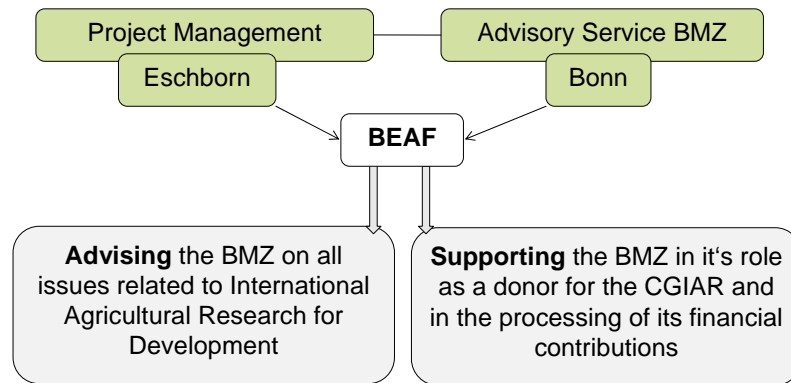 Project Management
Advisory Service BMZ
Eschborn
Bonn
BEAF
Advising the BMZ on all
issues related to International
Agricultural Research for
Development
Supporting the BMZ in it‘s role
as a donor for the CGIAR and
in the processing of its financial
contributions